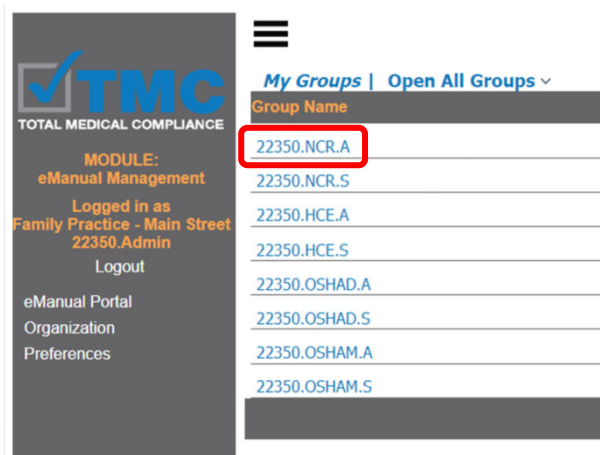 TMC
TOTAL MEDICAL COMPLIANCE
MODULE:
eManual Management
Logged in as
Family Practice - Main Street
22350.Admin
Logout
eManual Portal
Organization
Preferences
My Groups | Open All Groups
Group Name
22350.NCR.A
22350.NCR.S
22350.HCE.A
22350.HCE.S
22350.OSHAD.A
22350.OSHAD.S
22350.OSHAM.A
22350.OSHAM.S